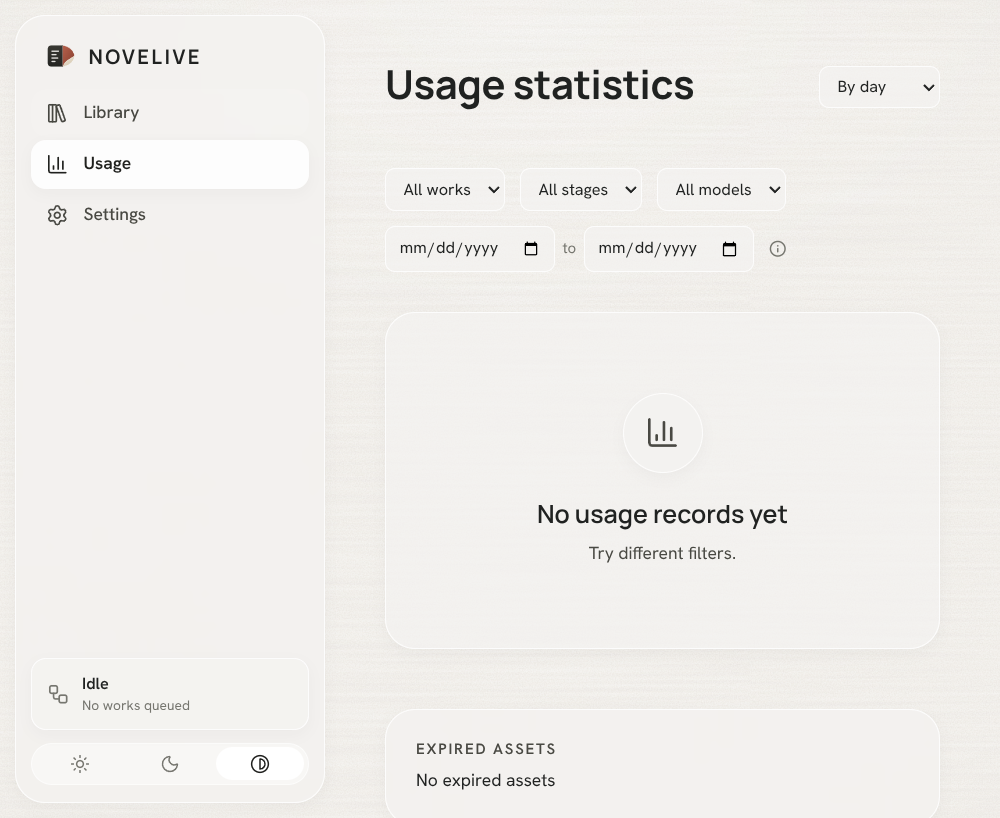 NOVELIVE
Library
Usage
Settings
Idle
No works queued
Usage statistics
By day
All works
All stages
All models
mm/dd/yyyy
to
mm/dd/yyyy
No usage records yet
Try different filters.
EXPIRED ASSETS
No expired assets